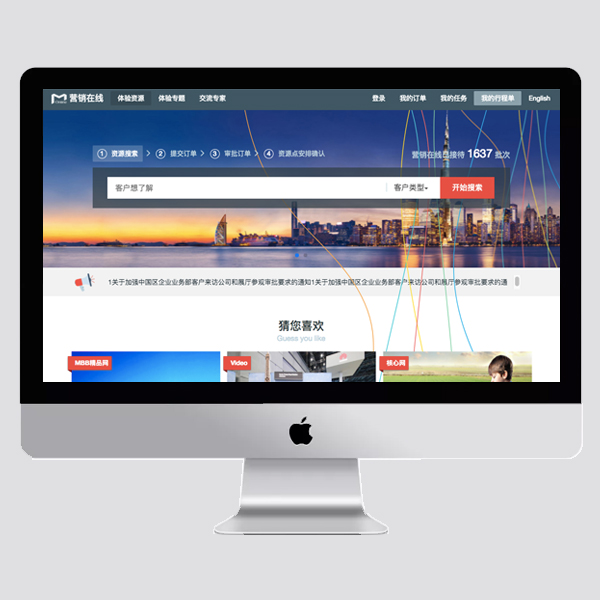 营销在线 体验资源 体验专题 交流专家 登录 我的订单 我的任务 我的行程单 English
1 资源搜索 > 2 提交订单 > 3 审批订单 > 4 资源点安排确认 营销在线已接待 1637 批次
客户想了解 客户类型 开始搜索
1关于加强中国区企业业务部客户来访公司和展厅参观审批要求的通知1关于加强中国区企业业务部客户来访公司和展厅参观审批要求的通
猜您喜欢
Guess you like
MBB精品网 Video 核心网